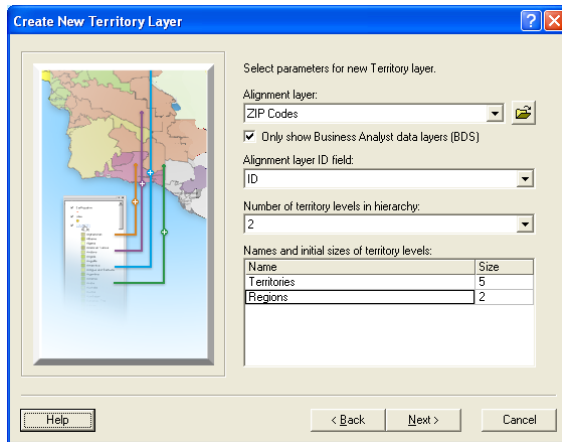 Create New Territory Layer
Select parameters for new Territory layer.
Alignment layer:
ZIP Codes
Only show Business Analyst data layers (BDS)
Alignment layer ID field:
ID
Number of territory levels in hierarchy:
2
Names and initial sizes of territory levels:
Name Size
Territories 5
Regions 2
Help < Back Next > Cancel